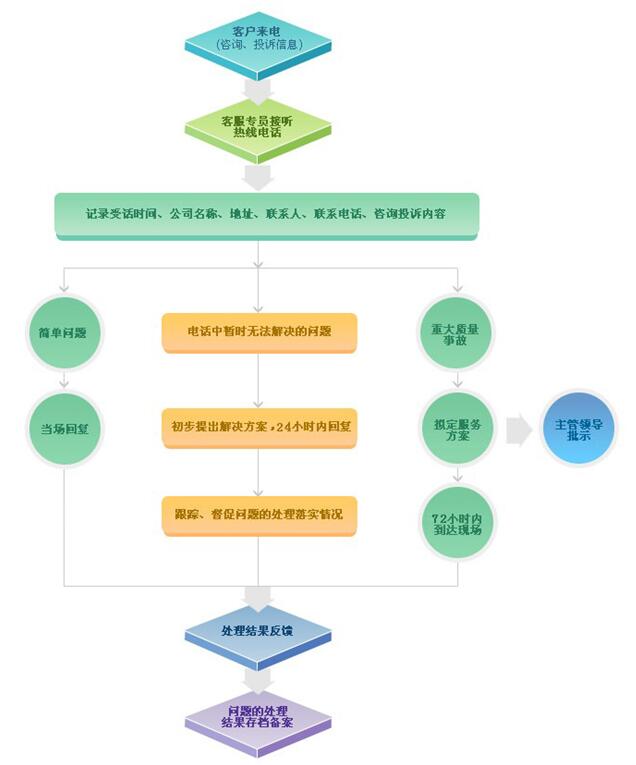 客户来电
(咨询、投诉信息)
客服专员接听
热线电话
记录受话时间、公司名称、地址、联系人、联系电话、咨询投诉内容
简单问题
电话中暂时无法解决的问题
重大质量
事故
当场回复
初步提出解决方案,24小时内回复
拟定服务
方案
主管领导
批示
跟踪、督促问题的处理落实情况
72小时内
到达现场
处理结果反馈
问题的处理
结果存档备案